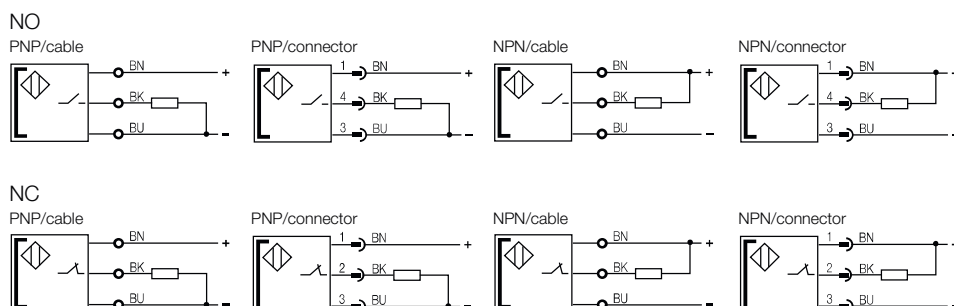 NO
PNP/cable PNP/connector NPN/cable NPN/connector
BN + 1 BN + BN + 1 BN
BK 4 BK BK 4 BK
BU - 3 BU - BU - 3 BU
NC
PNP/cable PNP/connector NPN/cable NPN/connector
BN + 1 BN + BN + 1 BN
BK 2 BK BK 2 BK
BU - 3 BU - BU - 3 BU